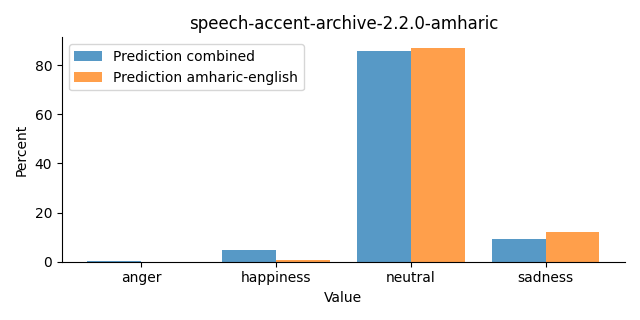 speech-accent-archive-2.2.0-amharic
Prediction combined
Prediction amharic-english
80
60
40
20
0
Percent
anger happiness neutral sadness
Value